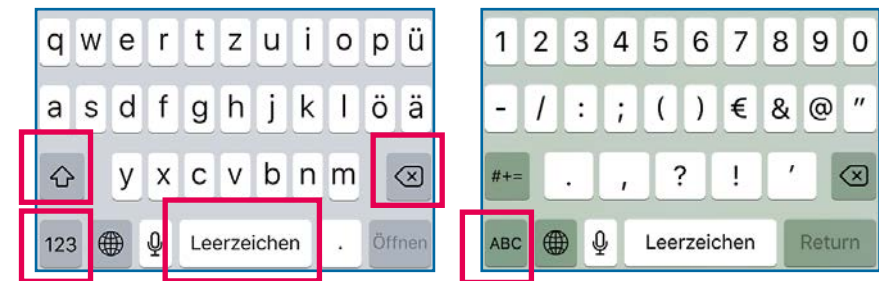 q w e r t z u i o p ü
a s d f g h j k l ö ä
y x c v b n m
123 Leerzeichen . Öffnen
1 2 3 4 5 6 7 8 9 0
- / : ; ( ) € & @ "
#+= . , ? ! '
ABC Leerzeichen Return